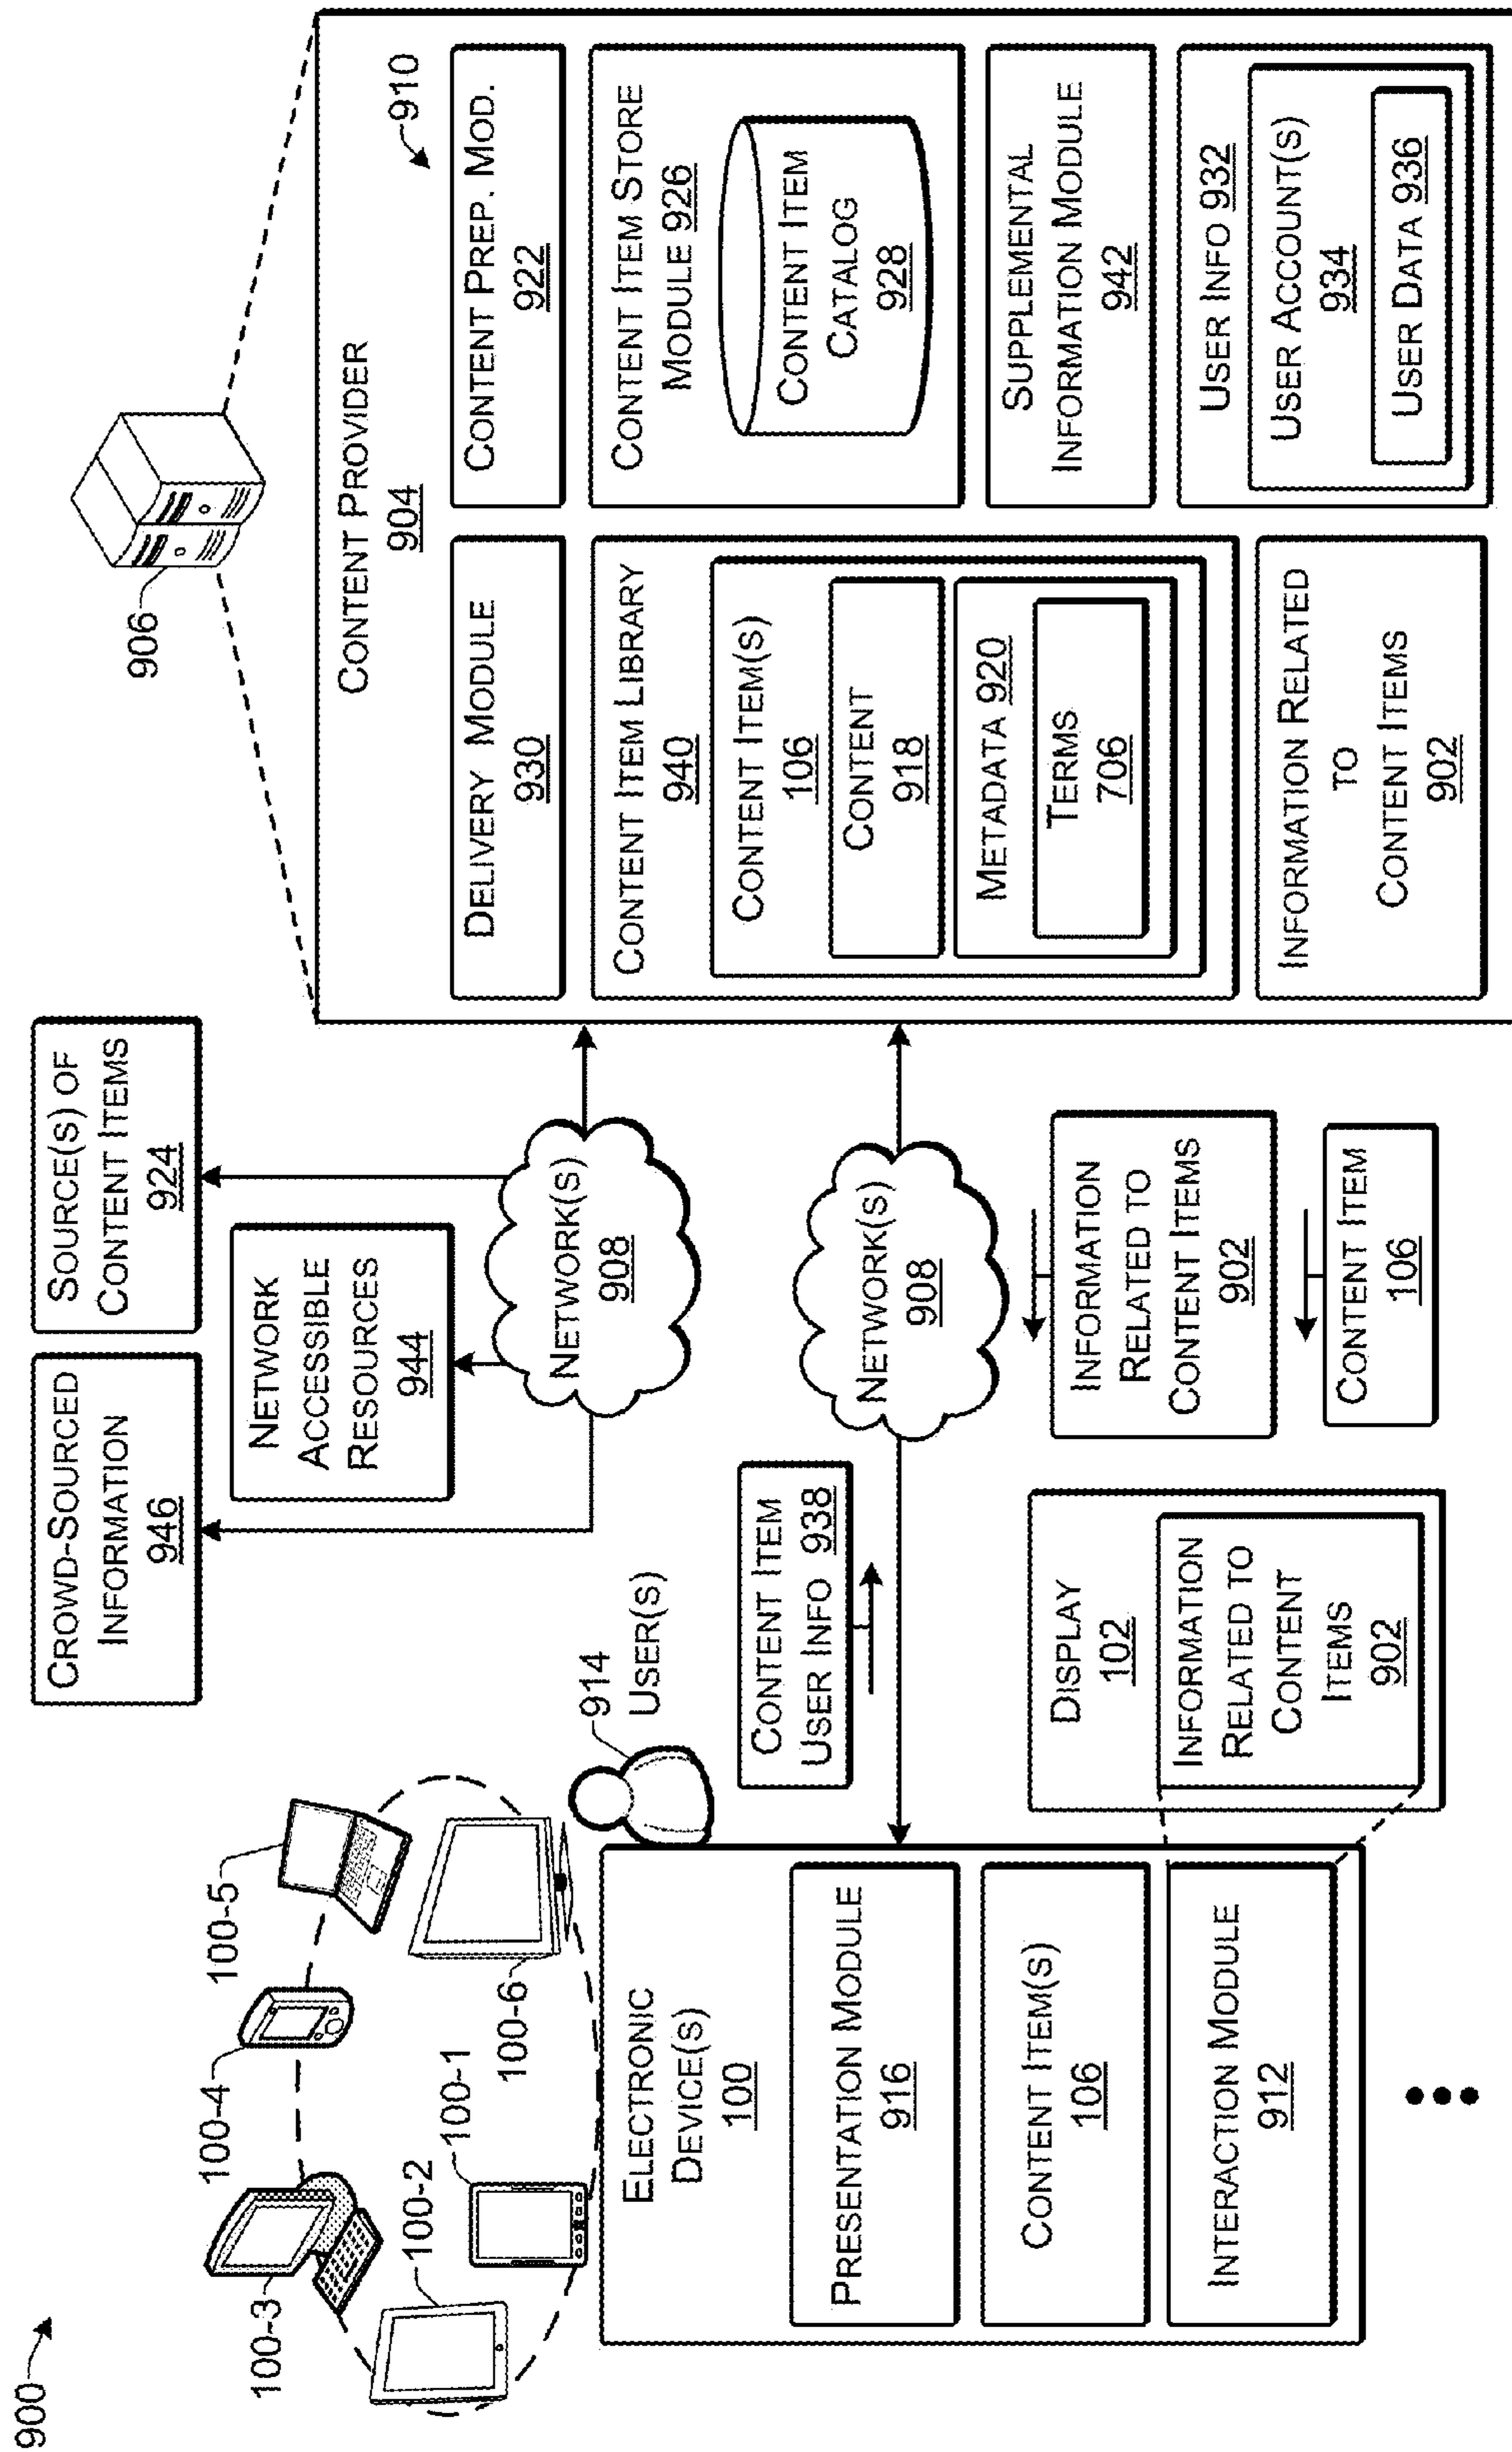 900
100-3
100-4
100-5
100-2
100-1
100-6
914
USER(S)
ELECTRONIC
DEVICE(S)
100
PRESENTATION MODULE
916
CONTENT ITEM(S)
106
INTERACTION MODULE
912
CROWD-SOURCED
INFORMATION
946
SOURCE(S) OF
CONTENT ITEMS
924
NETWORK
ACCESSIBLE
RESOURCES
944
NETWORK(S)
908
CONTENT ITEM
USER INFO 938
NETWORK(S)
908
DISPLAY
102
INFORMATION
RELATED TO
CONTENT
ITEMS
902
INFORMATION
RELATED TO
CONTENT ITEMS
902
CONTENT ITEM
106
906
CONTENT PROVIDER
904
910
DELIVERY MODULE
930
CONTENT PREP. MOD.
922
CONTENT ITEM LIBRARY
940
CONTENT ITEM(S)
106
CONTENT
918
METADATA 920
TERMS
706
INFORMATION RELATED
TO
CONTENT ITEMS
902
CONTENT ITEM STORE
MODULE 926
CONTENT ITEM
CATALOG
928
SUPPLEMENTAL
INFORMATION MODULE
942
USER INFO 932
USER ACCOUNT(S)
934
USER DATA 936